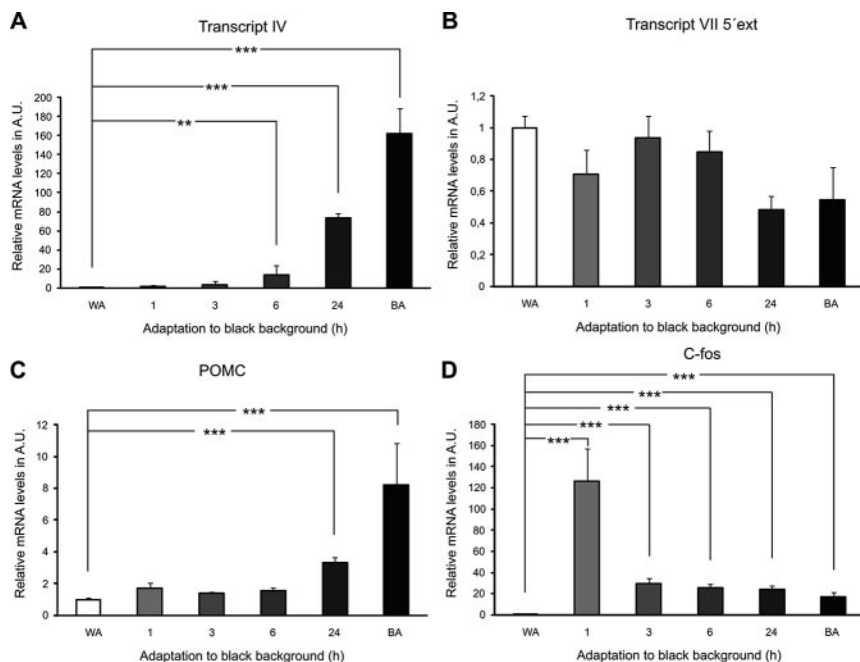 A
Transcript IV
***
***
**
Relative mRNA levels in A.U.
200
180
160
140
120
100
80
60
40
20
0
WA 1 3 6 24 BA
Adaptation to black background (h)
B
Transcript VII 5´ext
Relative mRNA levels in A.U.
1,2
1
0,8
0,6
0,4
0,2
0
WA 1 3 6 24 BA
Adaptation to black background (h)
C
POMC
***
***
Relative mRNA levels in A.U.
12
10
8
6
4
2
0
WA 1 3 6 24 BA
Adaptation to black background (h)
D
C-fos
***
***
***
***
***
Relative mRNA levels in A.U.
180
160
140
120
100
80
60
40
20
0
WA 1 3 6 24 BA
Adaptation to black background (h)